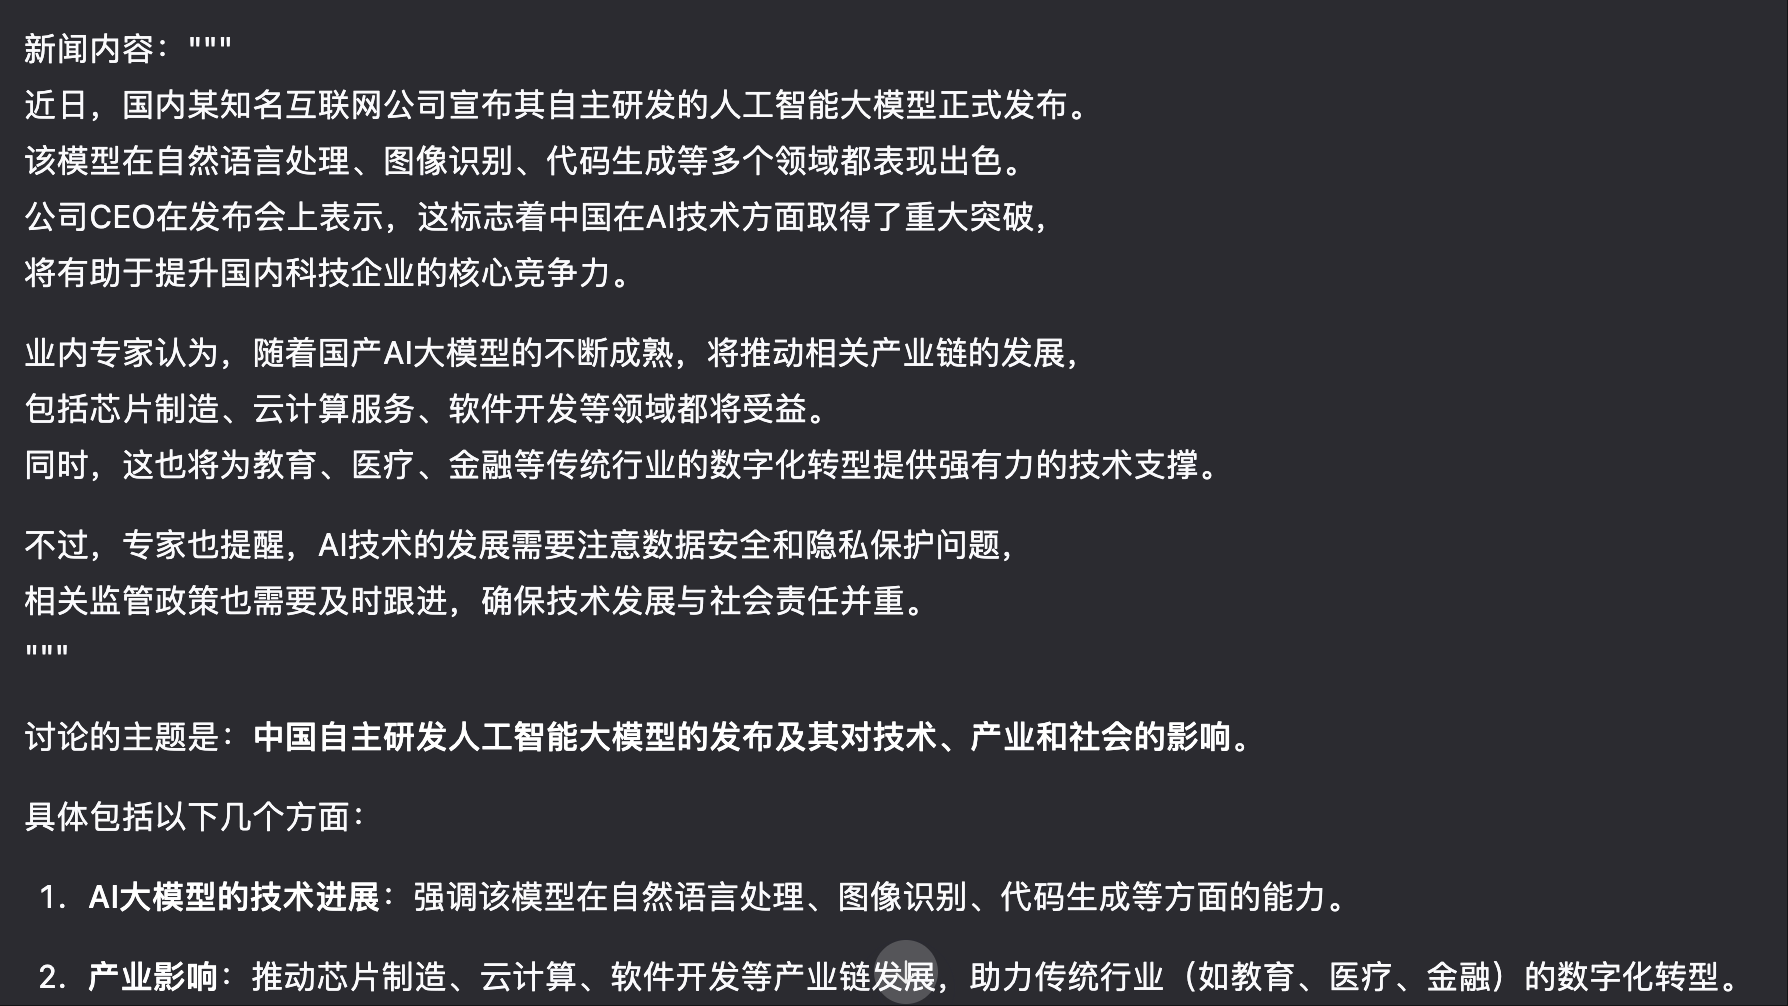 新闻内容："""
近日，国内某知名互联网公司宣布其自主研发的人工智能大模型正式发布。
该模型在自然语言处理、图像识别、代码生成等多个领域都表现出色。
公司CEO在发布会上表示，这标志着中国在AI技术方面取得了重大突破，
将有助于提升国内科技企业的核心竞争力。
业内专家认为，随着国产AI大模型的不断成熟，将推动相关产业链的发展，
包括芯片制造、云计算服务、软件开发等领域都将受益。
同时，这也将为教育、医疗、金融等传统行业的数字化转型提供强有力的技术支撑。
不过，专家也提醒，AI技术的发展需要注意数据安全和隐私保护问题，
相关监管政策也需要及时跟进，确保技术发展与社会责任并重。
"""
讨论的主题是：中国自主研发人工智能大模型的发布及其对技术、产业和社会的影响。
具体包括以下几个方面：
1. AI大模型的技术进展：强调该模型在自然语言处理、图像识别、代码生成等方面的能力。
2. 产业影响：推动芯片制造、云计算、软件开发等产业链发展，助力传统行业（如教育、医疗、金融）的数字化转型。